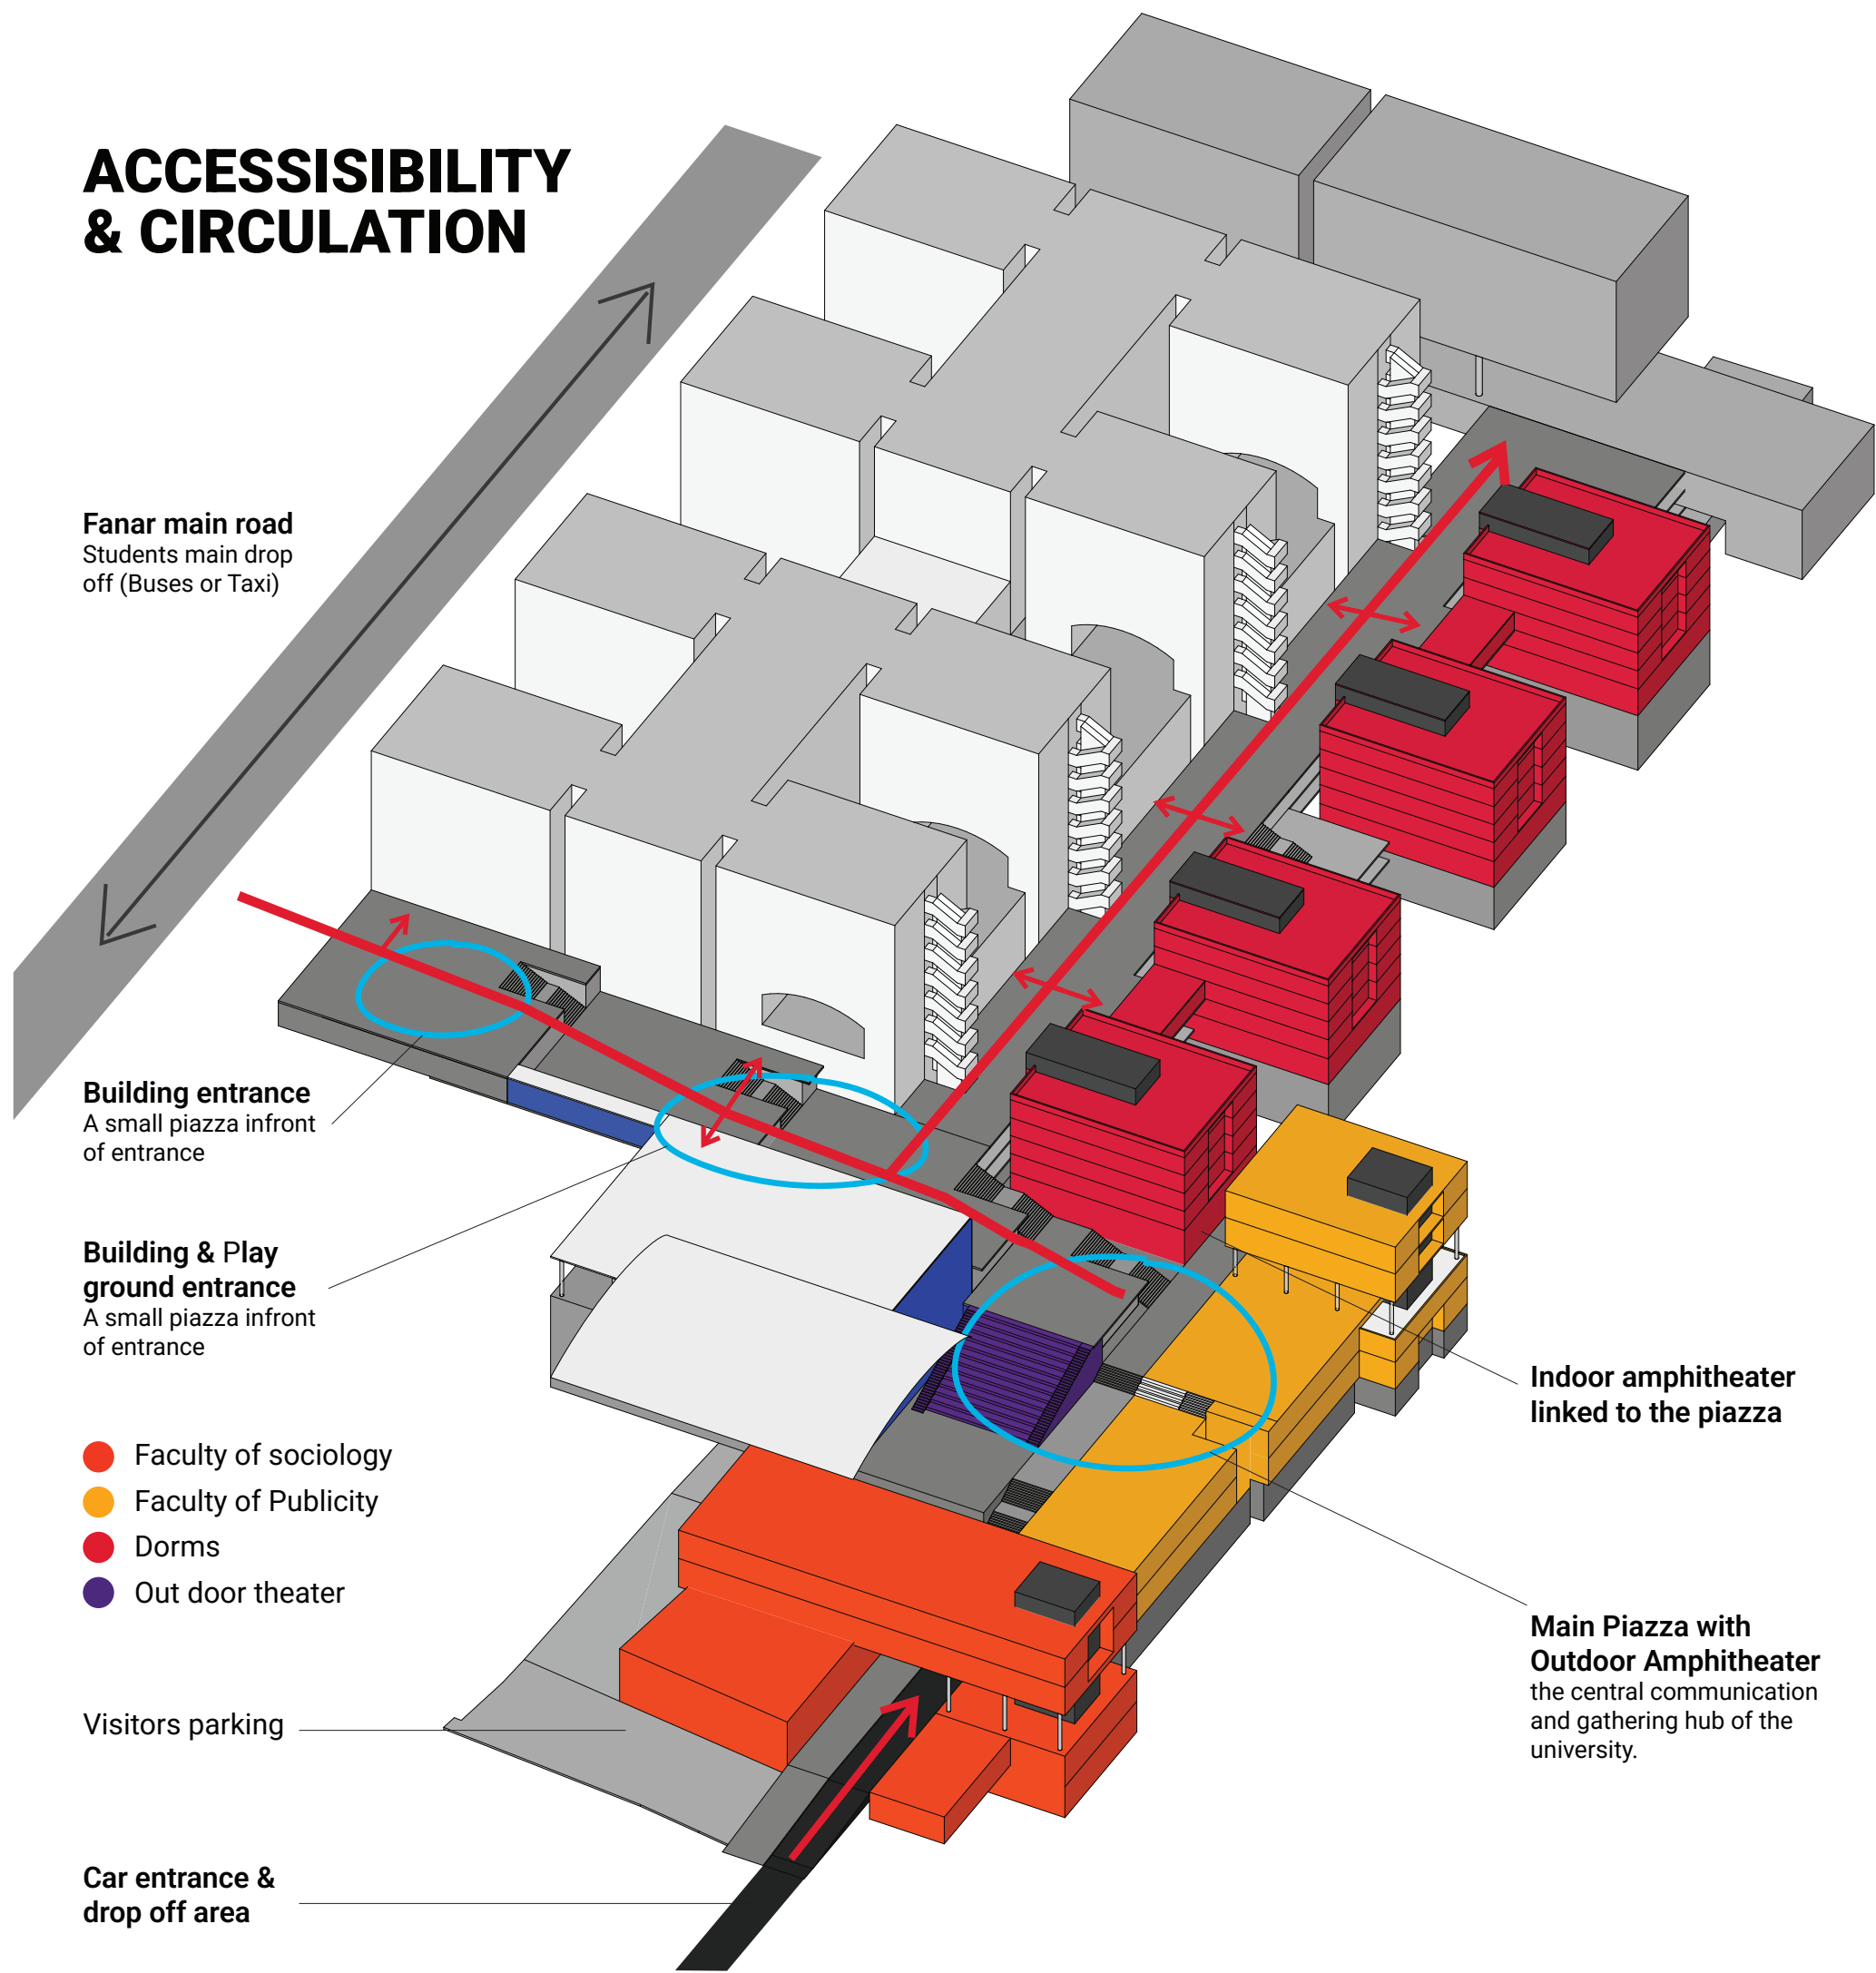 ACCESSISIBILITY
& CIRCULATION
Fanar main road
Students main drop
off (Buses or Taxi)
Building entrance
A small piazza infront
of entrance
Building & Play
ground entrance
A small piazza infront
of entrance
Faculty of sociology
Faculty of Publicity
Dorms
Out door theater
Visitors parking
Car entrance &
drop off area
Indoor amphitheater
linked to the piazza
Main Piazza with
Outdoor Amphitheater
the central communication
and gathering hub of the
university.